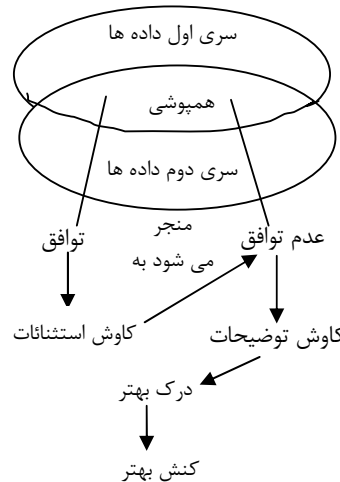 سری اول داده ها
همپوشی
سری دوم داده ها
توافق
منجر
می شود به
عدم توافق
کاوش استثنائات
کاوش توضیحات
درک بهتر
کنش بهتر